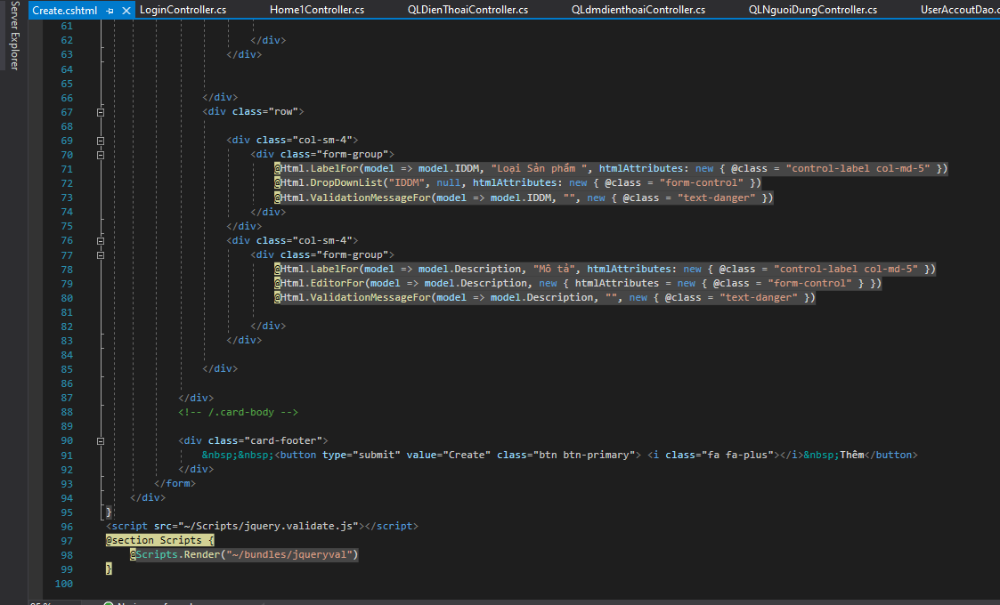 Server Explorer
Create.cshtml LoginController.cs Home1Controller.cs QLDienThoaiController.cs QLdmdienthoaiController.cs QLNguoiDungController.cs UserAccoutDao.c
61
62 </div>
63 </div>
64
65
66 </div>
67 <div class="row">
68
69 <div class="col-sm-4">
70 <div class="form-group">
71 @Html.LabelFor(model => model.IDDM, "Loại Sản phẩm ", htmlAttributes: new { @class = "control-label col-md-5" })
72 @Html.DropDownList("IDDM", null, htmlAttributes: new { @class = "form-control" })
73 @Html.ValidationMessageFor(model => model.IDDM, "", new { @class = "text-danger" })
74 </div>
75 </div>
76 <div class="col-sm-4">
77 <div class="form-group">
78 @Html.LabelFor(model => model.Description, "Mô tả", htmlAttributes: new { @class = "control-label col-md-5" })
79 @Html.EditorFor(model => model.Description, new { htmlAttributes = new { @class = "form-control" } })
80 @Html.ValidationMessageFor(model => model.Description, "", new { @class = "text-danger" })
81
82 </div>
83 </div>
84
85 </div>
86
87 </div>
88 <!-- /.card-body -->
89
90 <div class="card-footer">
91 &nbsp;&nbsp;<button type="submit" value="Create" class="btn btn-primary"> <i class="fa fa-plus"></i>&nbsp;Thêm</button>
92 </div>
93 </form>
94 </div>
95 }
96 <script src="~/Scripts/jquery.validate.js"></script>
97 @section Scripts {
98 @Scripts.Render("~/bundles/jqueryval")
99 }
100